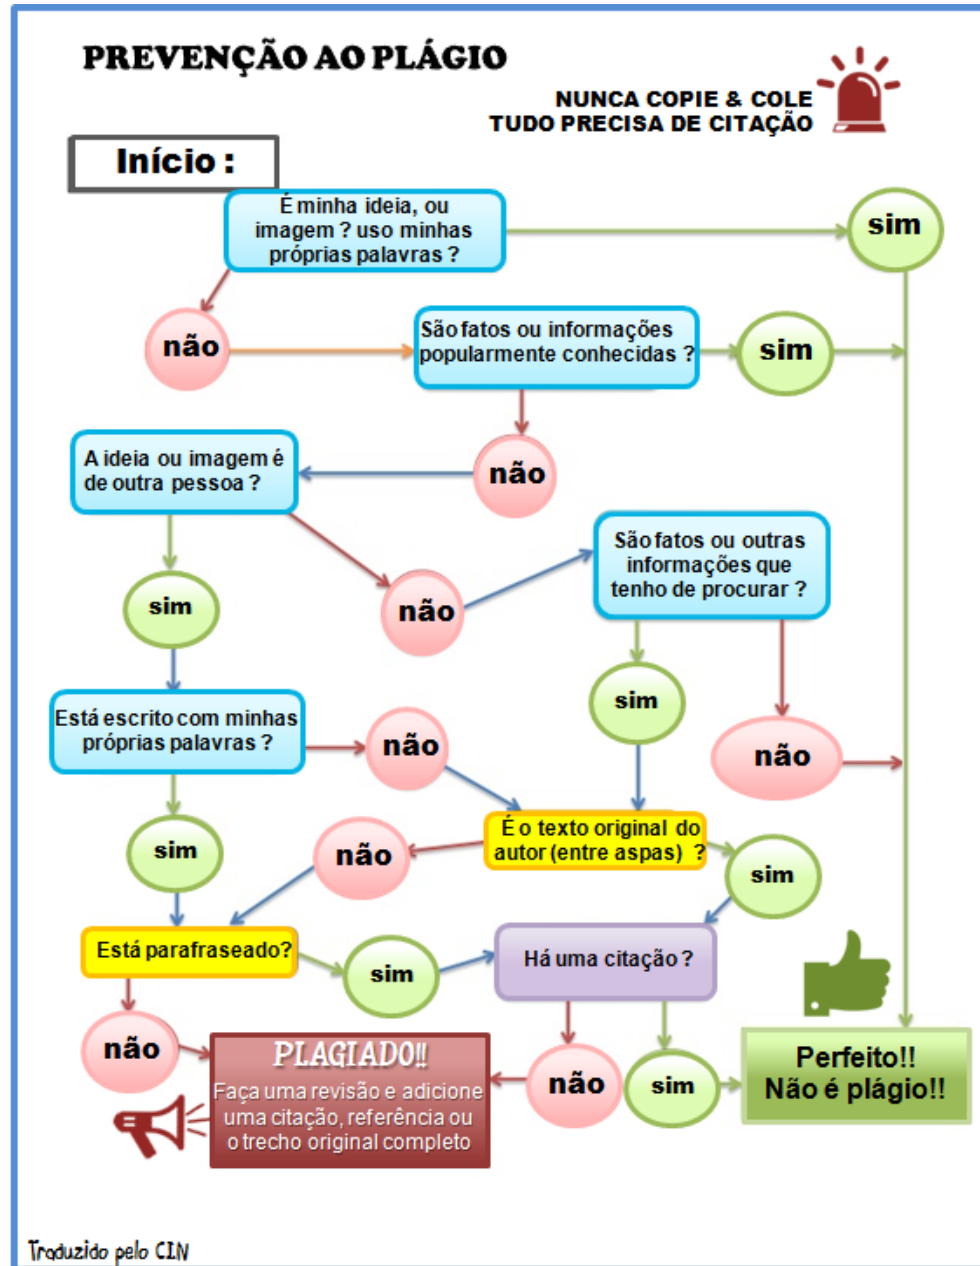 PREVENÇÃO AO PLÁGIO
NUNCA COPIE & COLE
TUDO PRECISA DE CITAÇÃO
Início :
É minha ideia, ou
imagem ? uso minhas
próprias palavras ?
sim
não
São fatos ou informações
popularmente conhecidas ?
sim
não
A ideia ou imagem é
de outra pessoa ?
São fatos ou outras
informações que
tenho de procurar ?
sim
não
sim
não
Está escrito com minhas
próprias palavras ?
não
sim
É o texto original do
autor (entre aspas) ?
não
sim
Está parafraseado?
sim
Há uma citação ?
não
PLAGIADO!!
Faça uma revisão e adicione
uma citação, referência ou
o trecho original completo
não
sim
Perfeito!!
Não é plágio!!
Traduzido pelo CIN